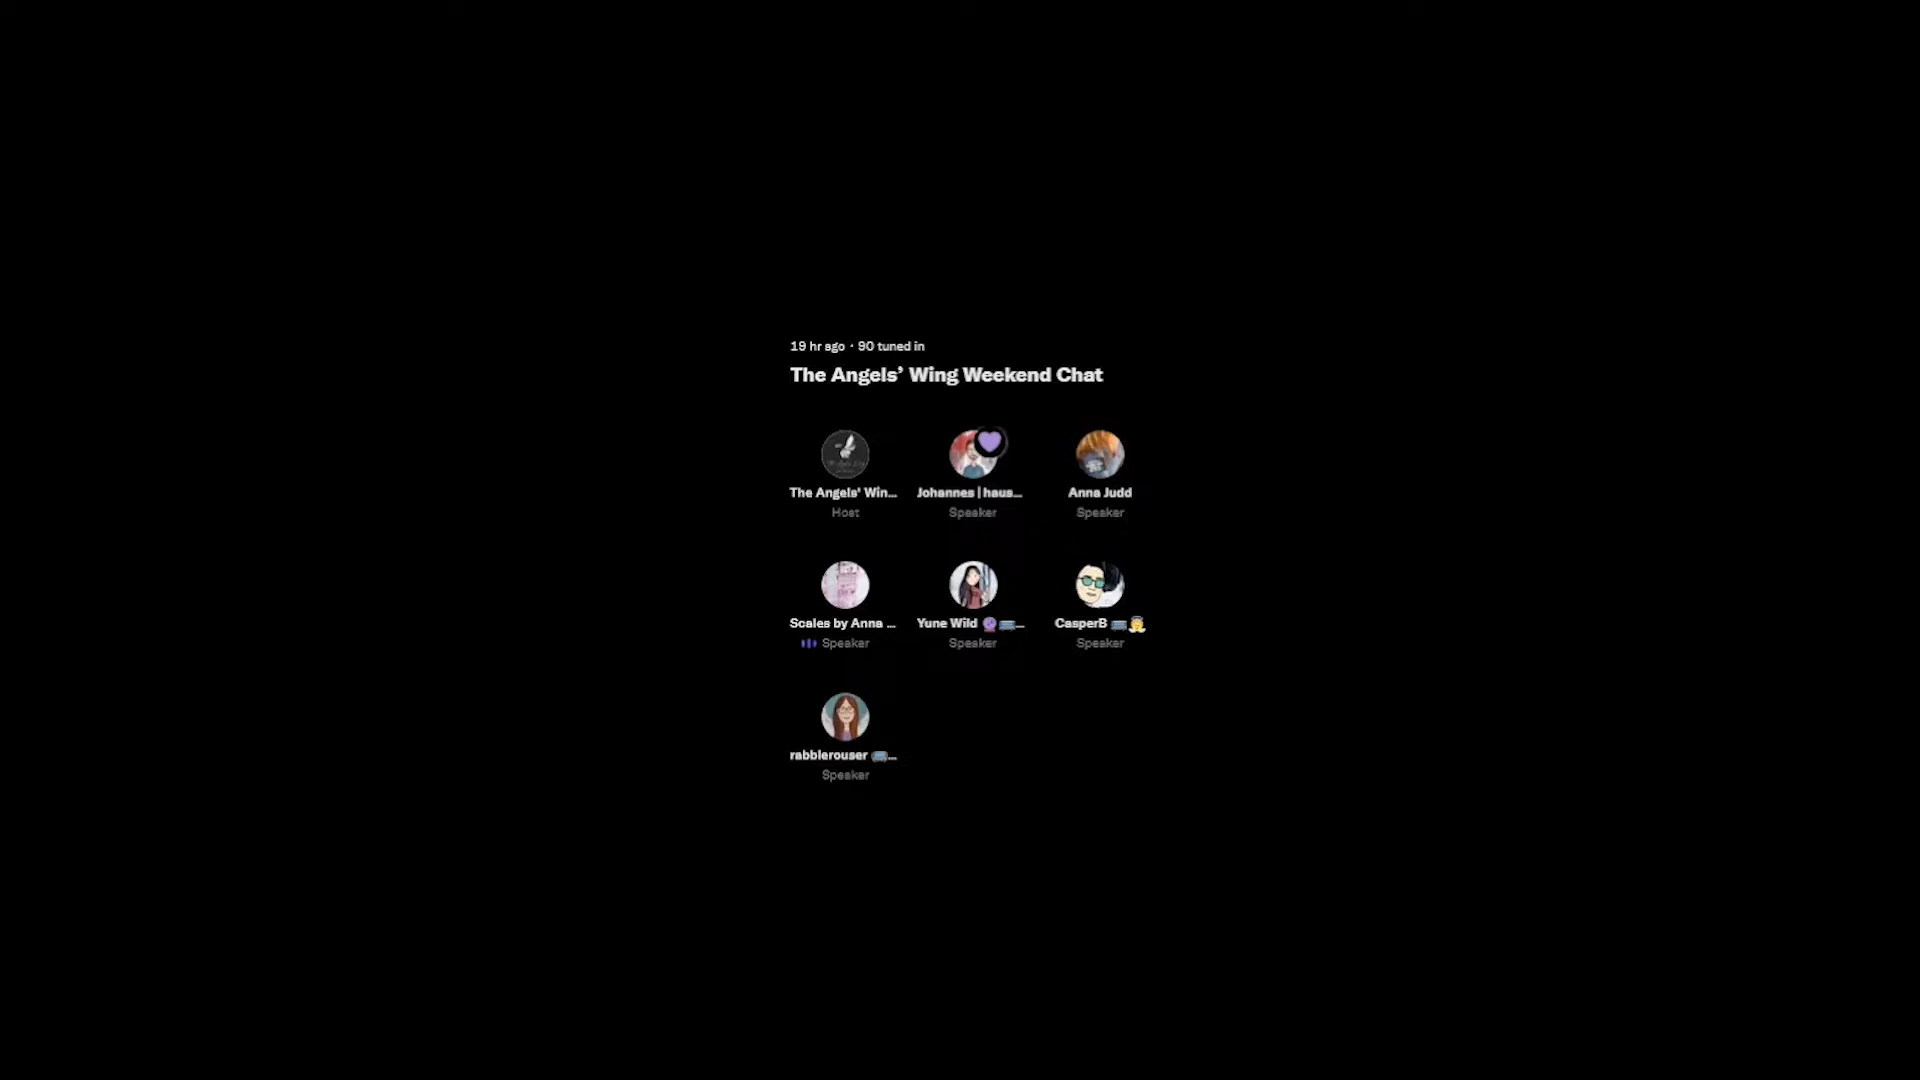 19 hr ago · 90 tuned in
The Angels’ Wing Weekend Chat
The Angels' Win...
Host
Johannes | haus...
Speaker
Anna Judd
Speaker
Scales by Anna ...
Speaker
Yune Wild 🔮...
Speaker
CasperB
Speaker
rabblerouser ...
Speaker